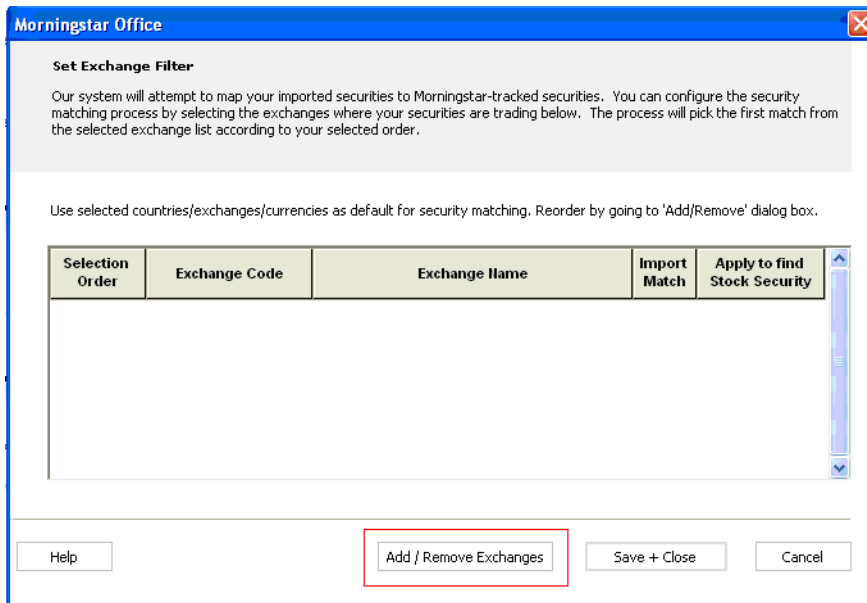 Morningstar Office
Set Exchange Filter
Our system will attempt to map your imported securities to Morningstar-tracked securities.  You can configure the security
matching process by selecting the exchanges where your securities are trading below.  The process will pick the first match from
the selected exchange list according to your selected order.
Use selected countries/exchanges/currencies as default for security matching. Reorder by going to 'Add/Remove' dialog box.
Selection Order
Exchange Code
Exchange Name
Import Match
Apply to find Stock Security
Help
Add / Remove Exchanges
Save + Close
Cancel